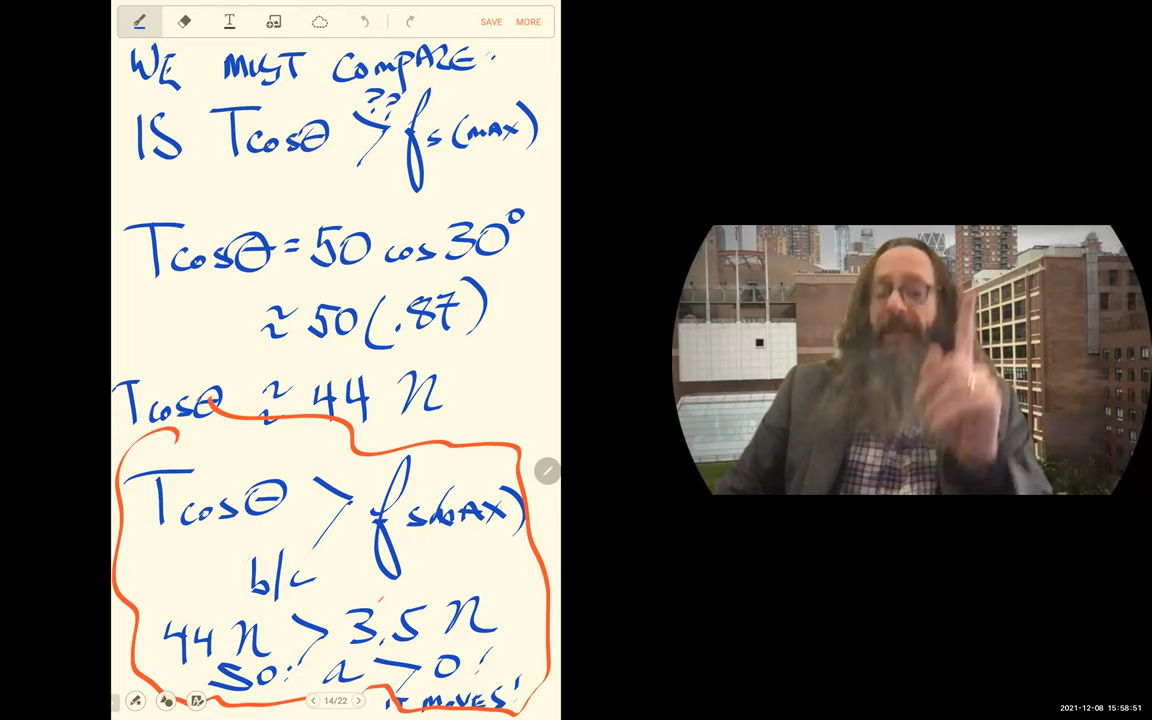 SAVE MORE
WE MUST COMPARE:
??
IS Tcosθ > fs(MAX)
Tcosθ = 50 cos 30°
≈ 50(.87)
Tcosθ ≈ 44 N
Tcosθ > fs(MAX)
b/c
44 N > 3.5 N
SO: a > 0!
IT MOVES!
14/22
2021-12-08 15:58:51